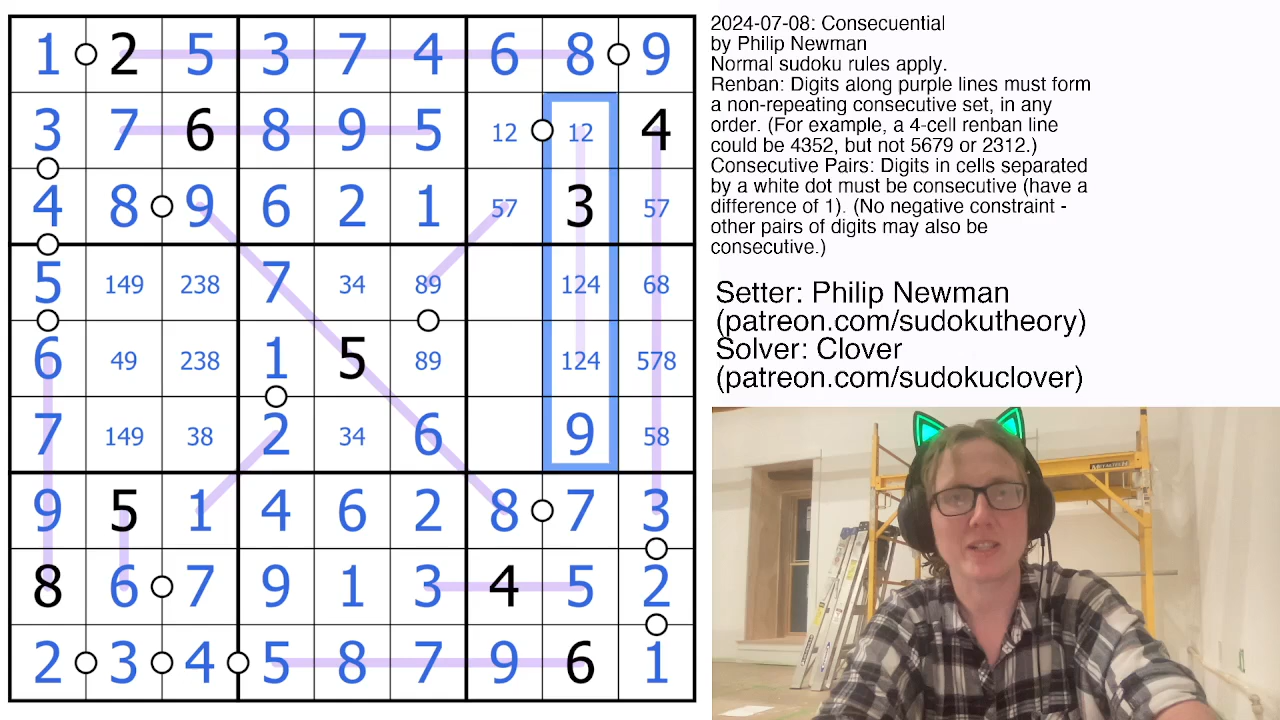 1 2 5 3 7 4 6 8 9
3 7 6 8 9 5 12 12 4
4 8 9 6 2 1 57 3 57
5 149 238 7 34 89 124 68
6 49 238 1 5 89 124 578
7 149 38 2 34 6 9 58
9 5 1 4 6 2 8 7 3
8 6 7 9 1 3 4 5 2
2 3 4 5 8 7 9 6 1
2024-07-08: Consecuential
by Philip Newman
Normal sudoku rules apply.
Renban: Digits along purple lines must form
a non-repeating consecutive set, in any
order. (For example, a 4-cell renban line
could be 4352, but not 5679 or 2312.)
Consecutive Pairs: Digits in cells separated
by a white dot must be consecutive (have a
difference of 1). (No negative constraint -
other pairs of digits may also be
consecutive.)
Setter: Philip Newman
(patreon.com/sudokutheory)
Solver: Clover
(patreon.com/sudokuclover)